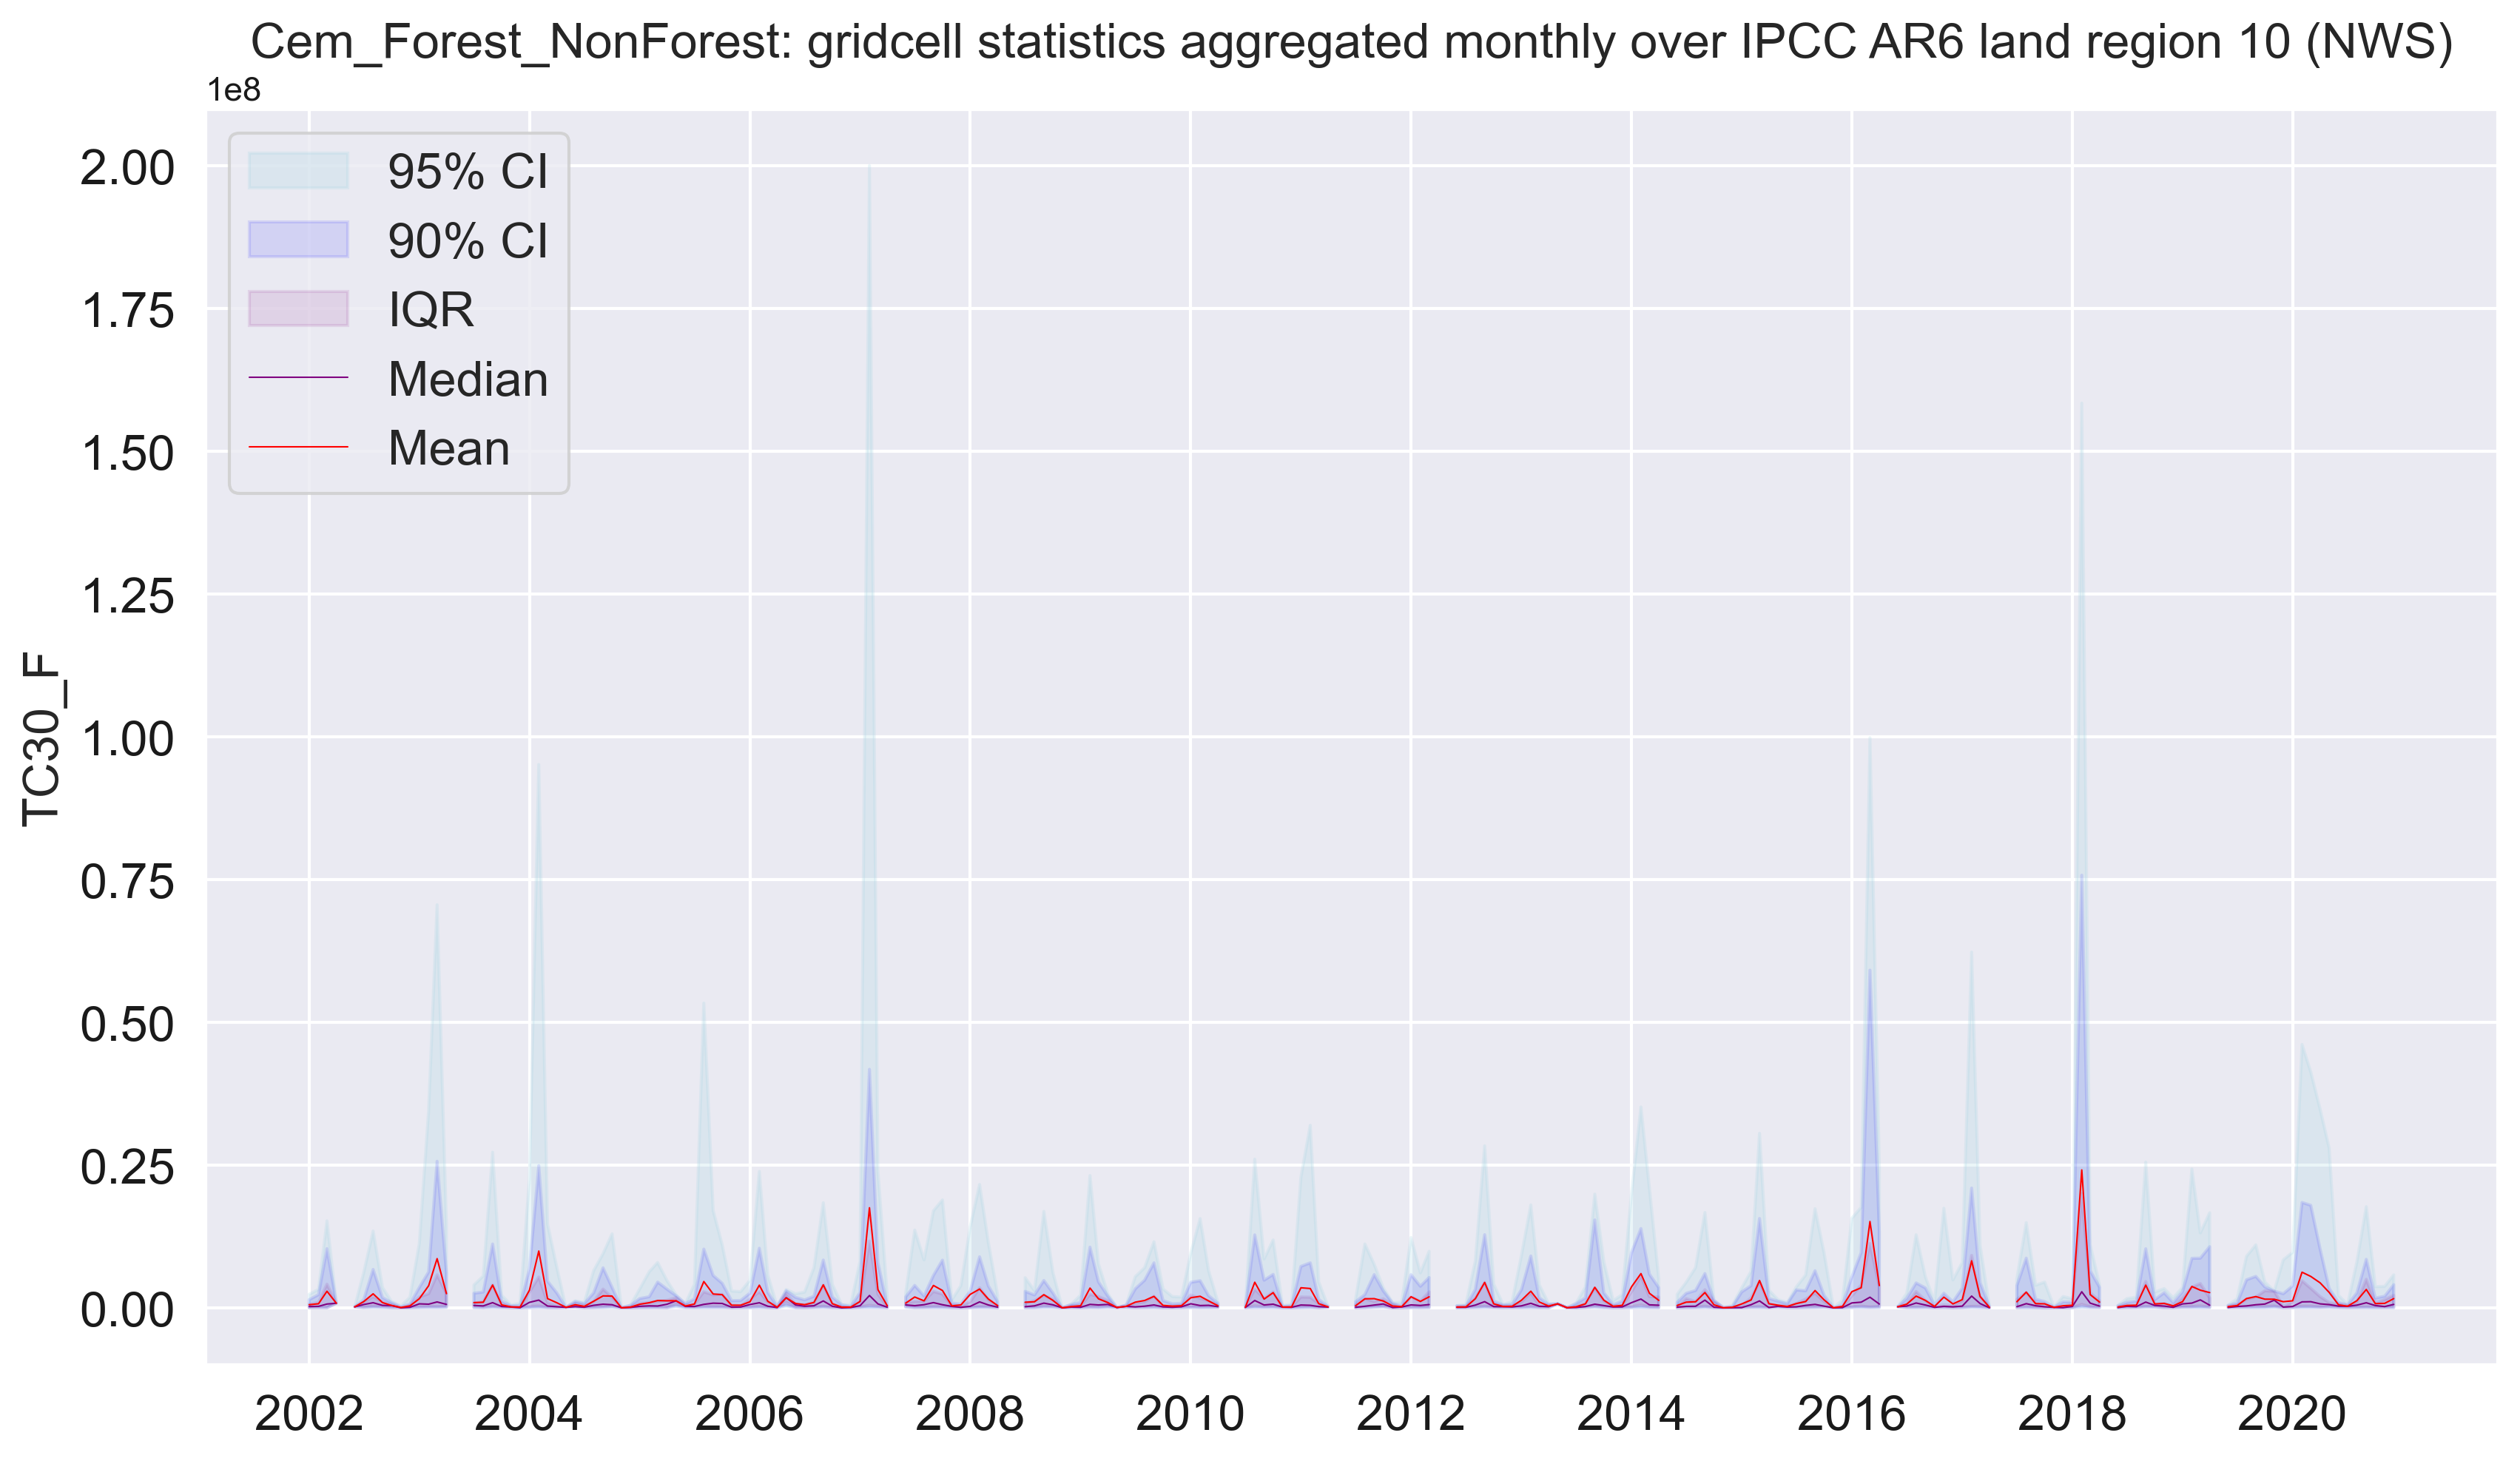 Cem_Forest_NonForest: gridcell statistics aggregated monthly over IPCC AR6 land region 10 (NWS)
1e8
2.00
1.75
1.50
1.25
1.00
0.75
0.50
0.25
0.00
TC30_F
95% CI
90% CI
IQR
Median
Mean
2002 2004 2006 2008 2010 2012 2014 2016 2018 2020